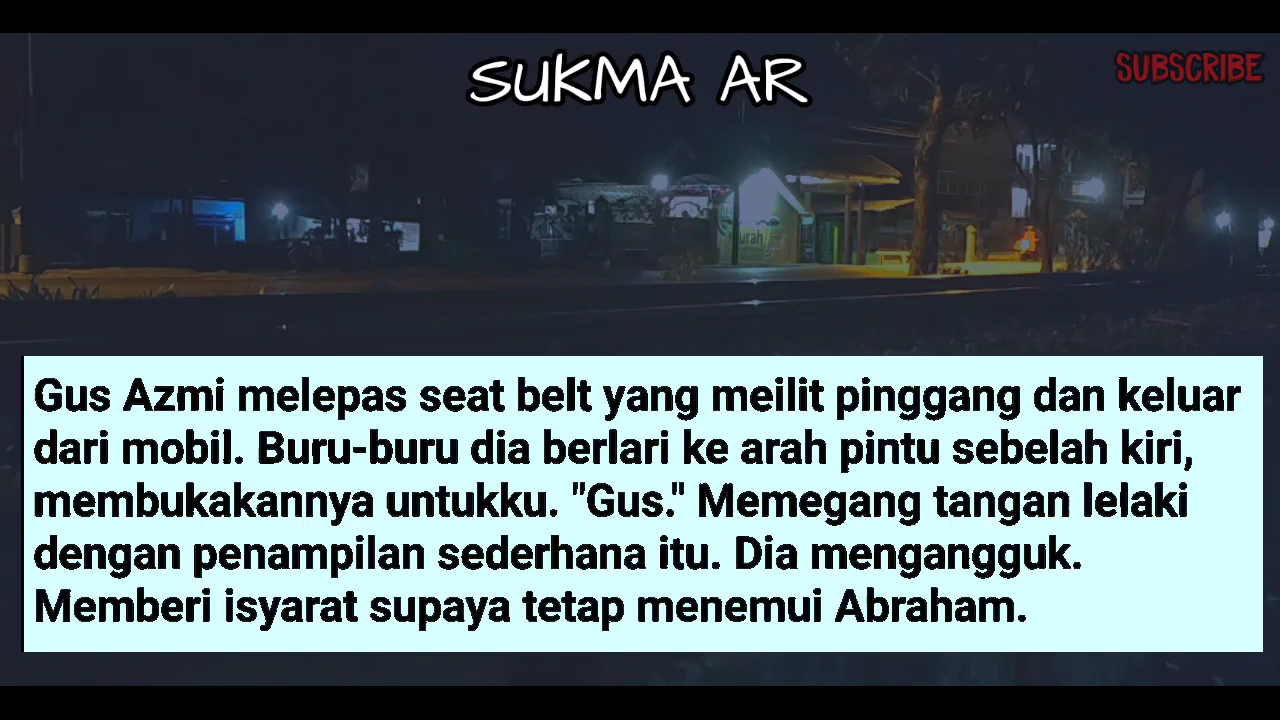 SUKMA AR
SUBSCRIBE
urah
Gus Azmi melepas seat belt yang meilit pinggang dan keluar
dari mobil. Buru-buru dia berlari ke arah pintu sebelah kiri,
membukakannya untukku. "Gus." Memegang tangan lelaki
dengan penampilan sederhana itu. Dia mengangguk.
Memberi isyarat supaya tetap menemui Abraham.